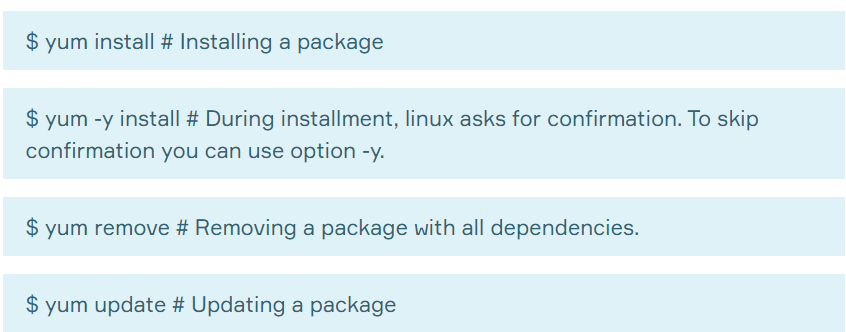 $ yum install # Installing a package
$ yum -y install # During installment, linux asks for confirmation. To skip
confirmation you can use option -y.
$ yum remove # Removing a package with all dependencies.
$ yum update # Updating a package